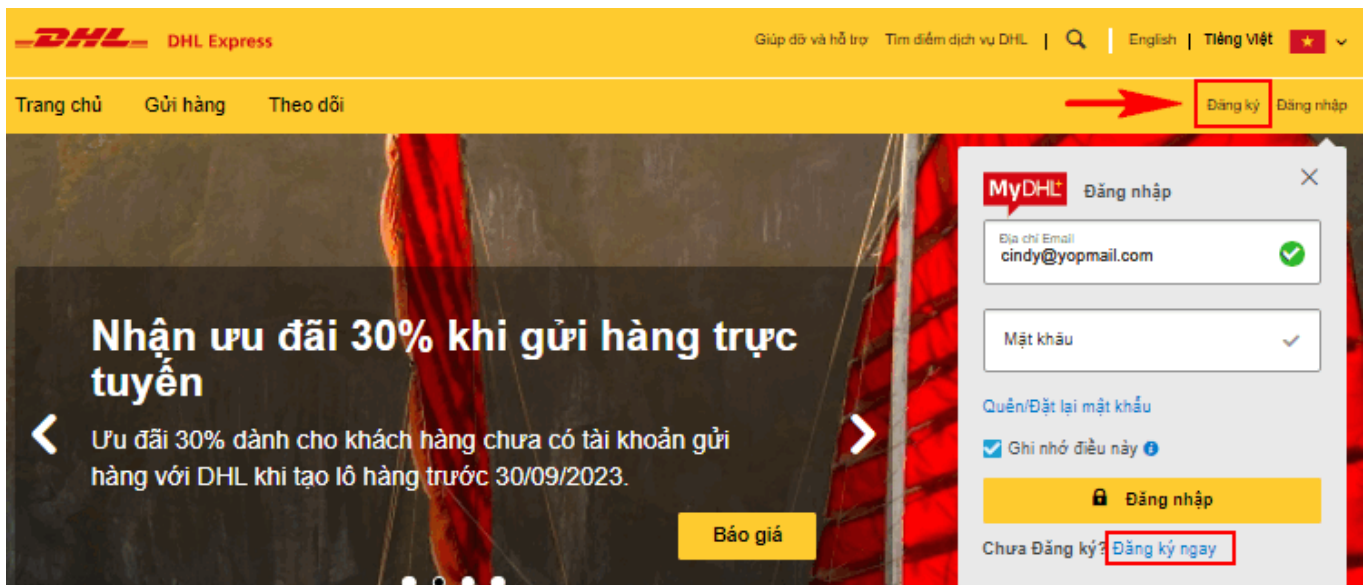 DHL DHL Express
Giúp đỡ và hỗ trợ Tìm điểm dịch vụ DHL | English | Tiếng Việt
Trang chủ Gửi hàng Theo dõi Đăng ký Đăng nhập
MyDHL+ Đăng nhập
Địa chỉ Email
cindy@yopmail.com
Mật khẩu
Quên/Đặt lại mật khẩu
Ghi nhớ điều này
Đăng nhập
Chưa Đăng ký? Đăng ký ngay
Nhận ưu đãi 30% khi gửi hàng trực
tuyến
Ưu đãi 30% dành cho khách hàng chưa có tài khoản gửi
hàng với DHL khi tạo lô hàng trước 30/09/2023.
Báo giá